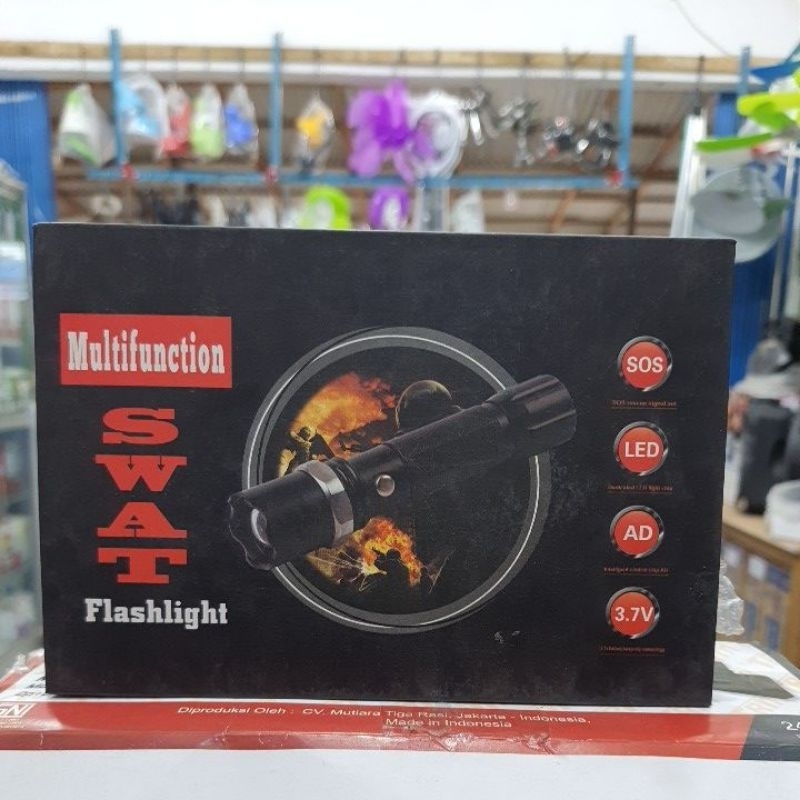 Multifunction
SWAT
Flashlight
SOS
LED
AD
3.7V
Diproduksi Oleh : CV. Mutiara Tiga Rasi, Jakarta - Indonesia.
Made in Indonesia